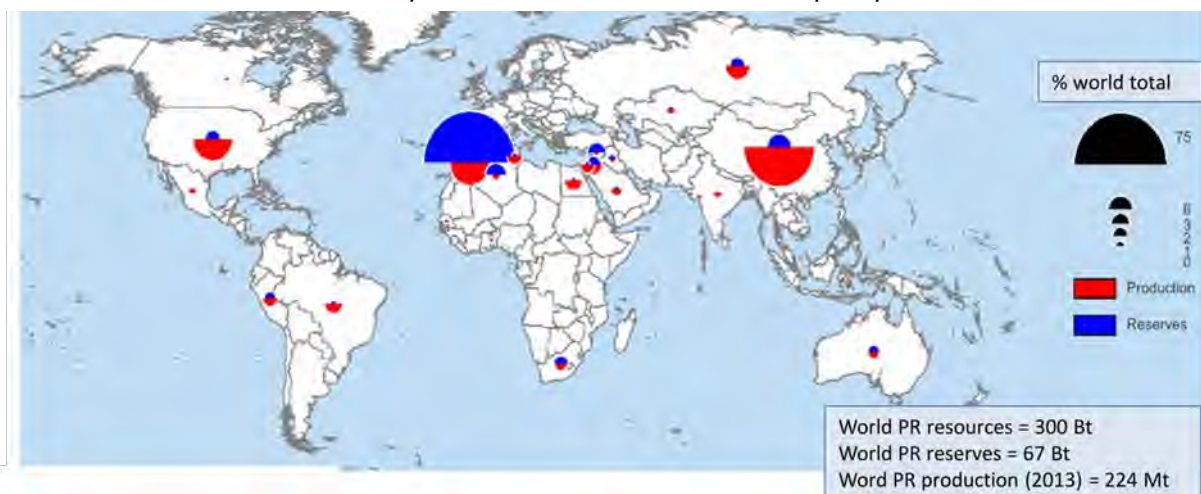 % world total
75
6
3
2
1
0
Production
Reserves
World PR resources = 300 Bt
World PR reserves = 67 Bt
Word PR production (2013) = 224 Mt